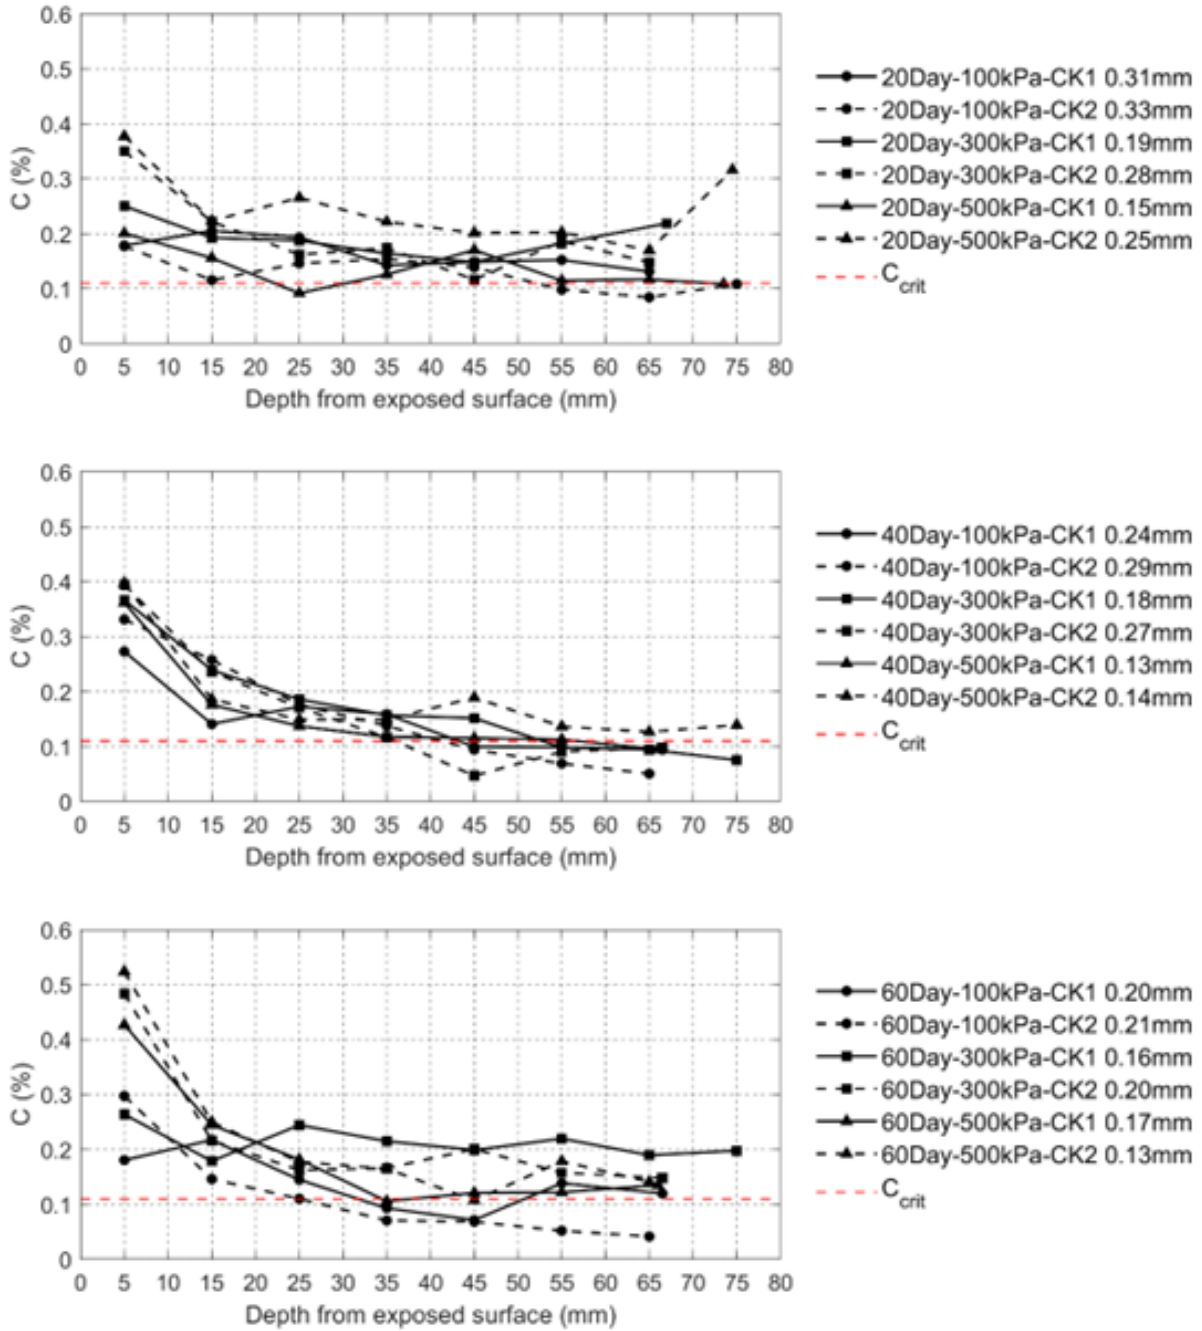 0.6
0.5
0.4
0.3
0.2
0.1
0
C (%)
0 5 10 15 20 25 30 35 40 45 50 55 60 65 70 75 80
Depth from exposed surface (mm)
20Day-100kPa-CK1 0.31mm
20Day-100kPa-CK2 0.33mm
20Day-300kPa-CK1 0.19mm
20Day-300kPa-CK2 0.28mm
20Day-500kPa-CK1 0.15mm
20Day-500kPa-CK2 0.25mm
Ccrit
0.6
0.5
0.4
0.3
0.2
0.1
0
C (%)
0 5 10 15 20 25 30 35 40 45 50 55 60 65 70 75 80
Depth from exposed surface (mm)
40Day-100kPa-CK1 0.24mm
40Day-100kPa-CK2 0.29mm
40Day-300kPa-CK1 0.18mm
40Day-300kPa-CK2 0.27mm
40Day-500kPa-CK1 0.13mm
40Day-500kPa-CK2 0.14mm
Ccrit
0.6
0.5
0.4
0.3
0.2
0.1
0
C (%)
0 5 10 15 20 25 30 35 40 45 50 55 60 65 70 75 80
Depth from exposed surface (mm)
60Day-100kPa-CK1 0.20mm
60Day-100kPa-CK2 0.21mm
60Day-300kPa-CK1 0.16mm
60Day-300kPa-CK2 0.20mm
60Day-500kPa-CK1 0.17mm
60Day-500kPa-CK2 0.13mm
Ccrit